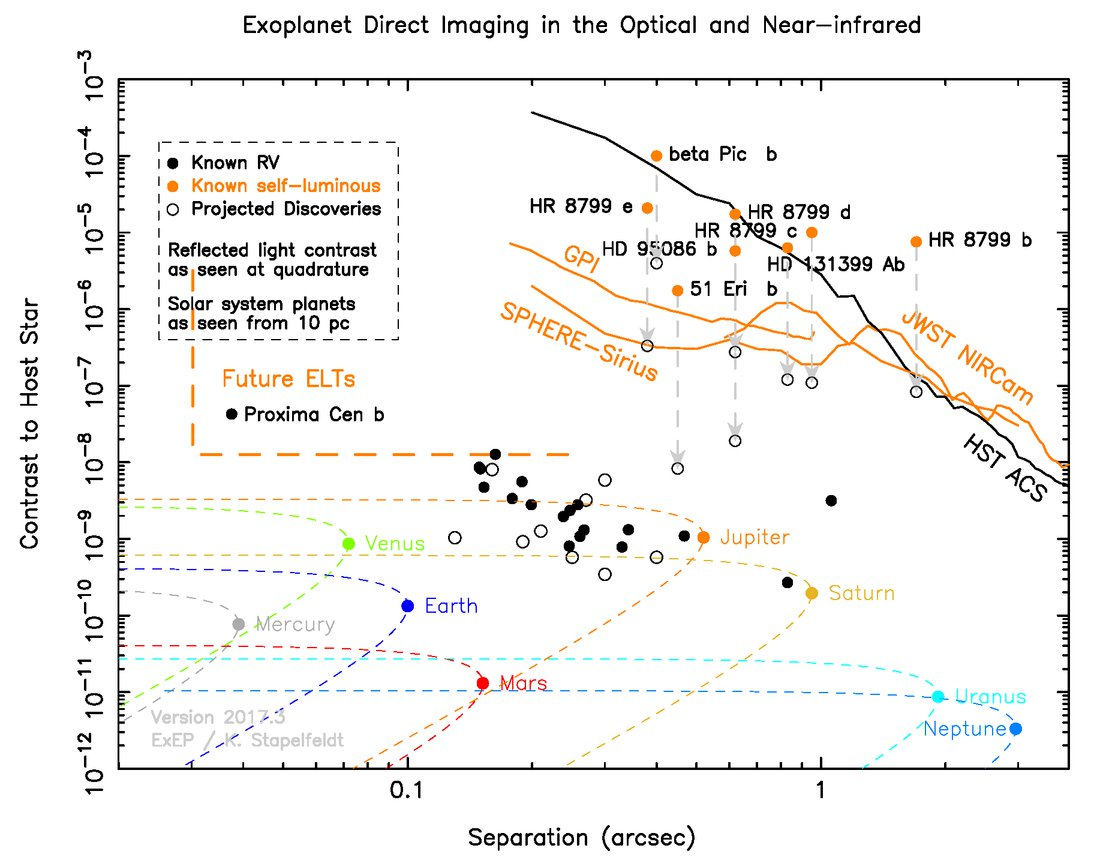 Exoplanet Direct Imaging in the Optical and Near-infrared
Contrast to Host Star
10^-3
10^-4
10^-5
10^-6
10^-7
10^-8
10^-9
10^-10
10^-11
10^-12
Known RV
Known self-luminous
Projected Discoveries
Reflected light contrast
as seen at quadrature
Solar system planets
as seen from 10 pc
beta Pic b
HR 8799 e
HR 8799 d
HR 8799 c
HD 95086 b
HD 131399 Ab
HR 8799 b
51 Eri b
GPI
SPHERE-Sirius
JWST NIRCam
HST ACS
Future ELTs
Proxima Cen b
Venus
Jupiter
Earth
Saturn
Mercury
Mars
Uranus
Neptune
Version 2017.3
ExEP / K. Stapelfeldt
0.1
1
Separation (arcsec)